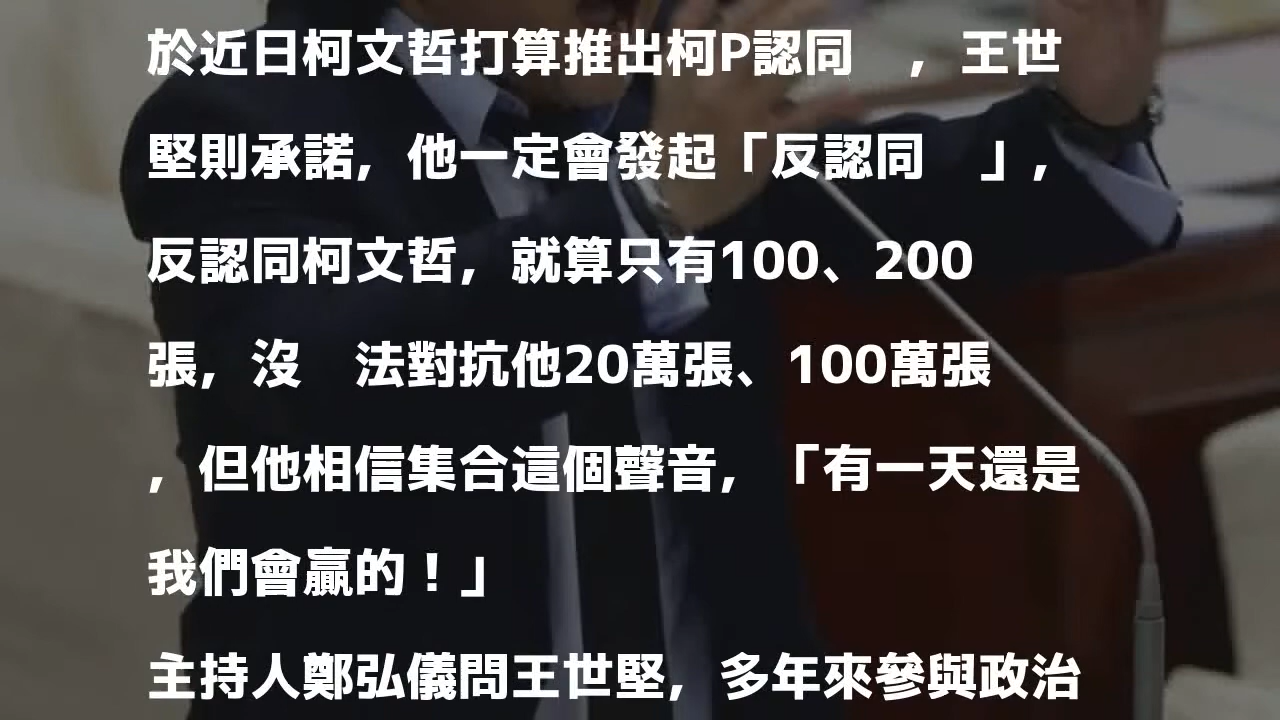 於近日柯文哲打算推出柯P認同　，王世
堅則承諾，他一定會發起「反認同　」，
反認同柯文哲，就算只有100、200
張，沒　法對抗他20萬張、100萬張
，但他相信集合這個聲音，「有一天還是
我們會贏的！」
主持人鄭弘儀問王世堅，多年來參與政治